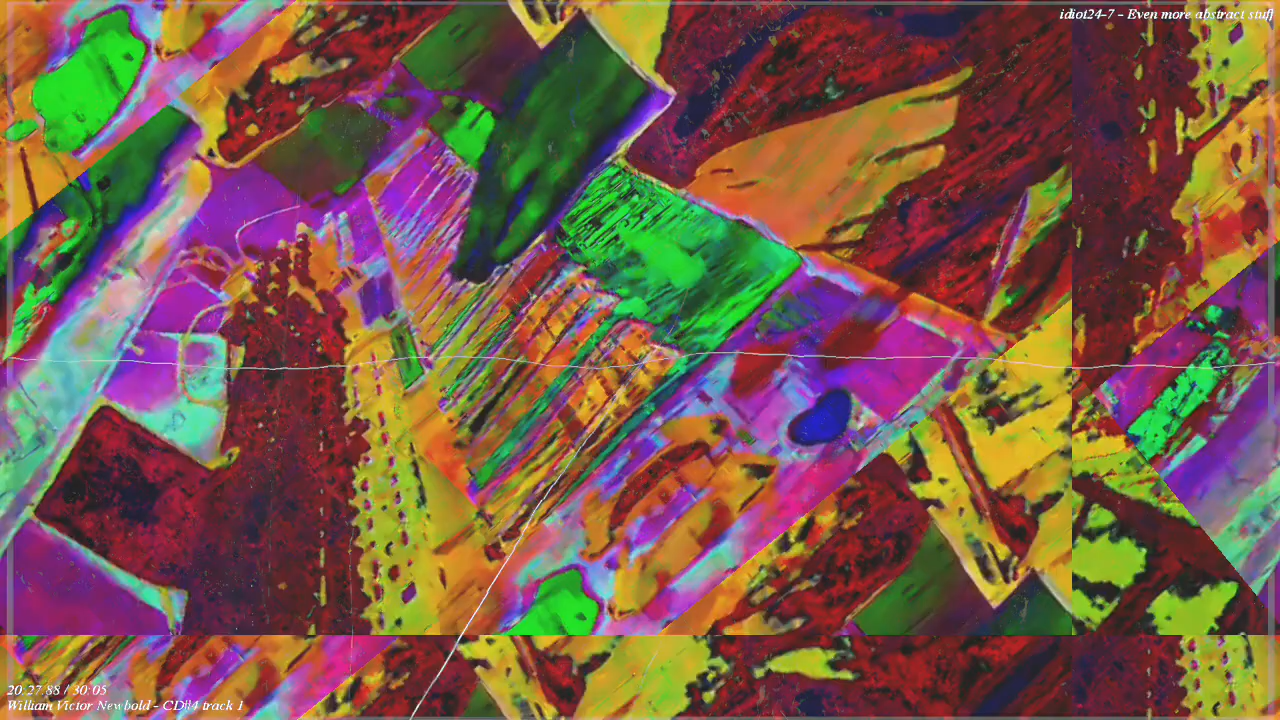 idiot24-7 - Even more abstract stuff
20:27.88 / 30:05
William Victor Newbold - CD#4 track 1